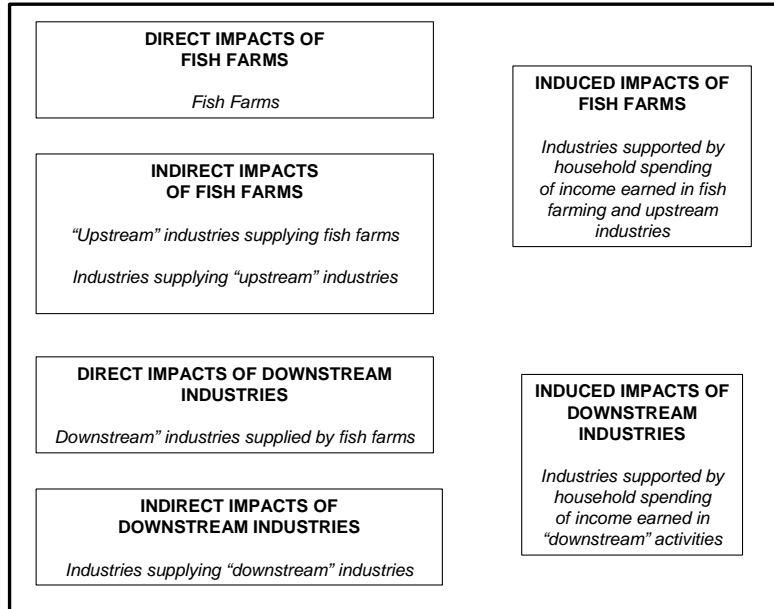 DIRECT IMPACTS OF
FISH FARMS
Fish Farms
INDIRECT IMPACTS
OF FISH FARMS
“Upstream” industries supplying fish farms
Industries supplying “upstream” industries
DIRECT IMPACTS OF DOWNSTREAM
INDUSTRIES
Downstream” industries supplied by fish farms
INDIRECT IMPACTS OF
DOWNSTREAM INDUSTRIES
Industries supplying “downstream” industries
INDUCED IMPACTS OF
FISH FARMS
Industries supported by
household spending
of income earned in fish
farming and upstream
industries
INDUCED IMPACTS OF
DOWNSTREAM
INDUSTRIES
Industries supported by
household spending
of income earned in
“downstream” activities